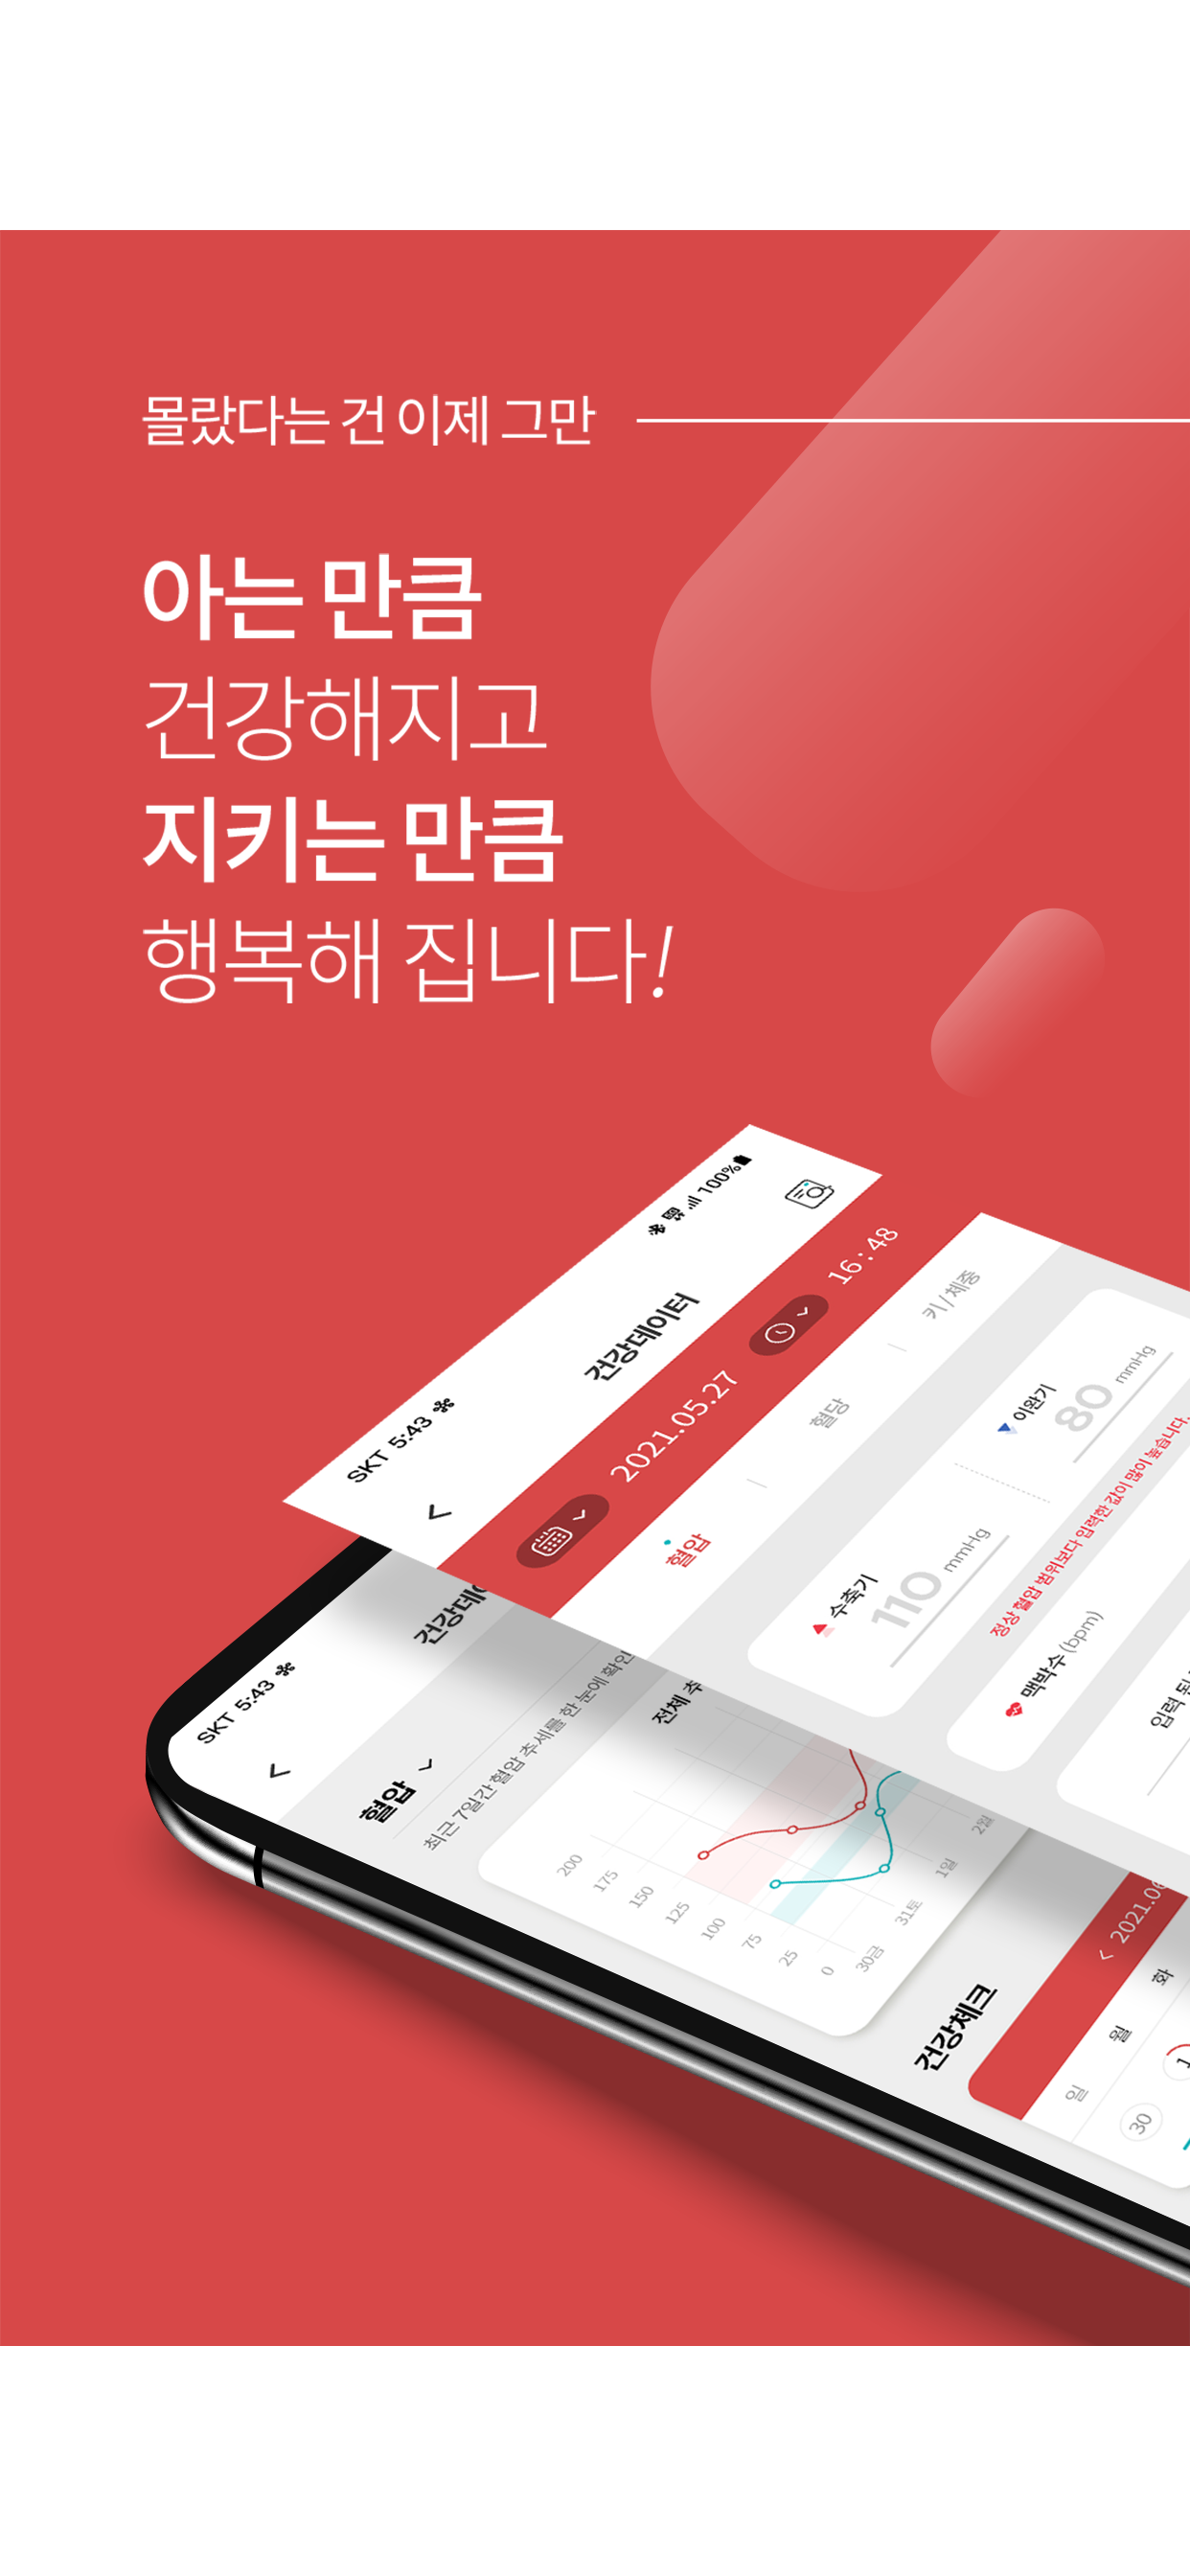 몰랐다는 건 이제 그만
아는 만큼
건강해지고
지키는 만큼
행복해 집니다!
SKT 5:43
100%
건강데이터
2021.05.27
16:48
혈압
혈당
키 / 체중
수축기
110 mmHg
이완기
80 mmHg
정상 혈압 범위보다 입력한 값이 많이 높습니다.
맥박수 (bpm)
입력
SKT 5:43
건강데이
혈압
최근 7일간 혈압 추세를 한 눈에 확인
전체 추
200
175
150
125
100
75
25
0
30금
31토
1일
2월
건강체크
2021.06
일
월
화
30
1